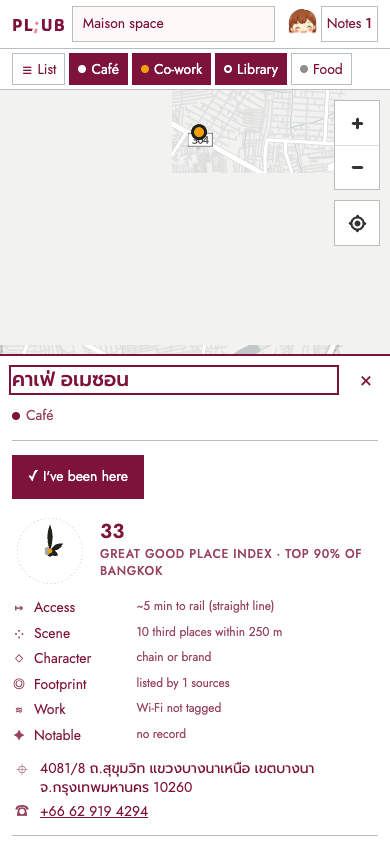 PL;UB
Maison space
Notes 1
≡ List
Café
Co-work
Library
Food
304
+
−
คาเฟ่ อเมซอน
×
Café
✓ I've been here
33
GREAT GOOD PLACE INDEX · TOP 90% OF
BANGKOK
Access ~5 min to rail (straight line)
Scene 10 third places within 250 m
Character chain or brand
Footprint listed by 1 sources
Work Wi-Fi not tagged
Notable no record
4081/8 ถ.สุขุมวิท แขวงบางนาเหนือ เขตบางนา
จ.กรุงเทพมหานคร 10260
+66 62 919 4294